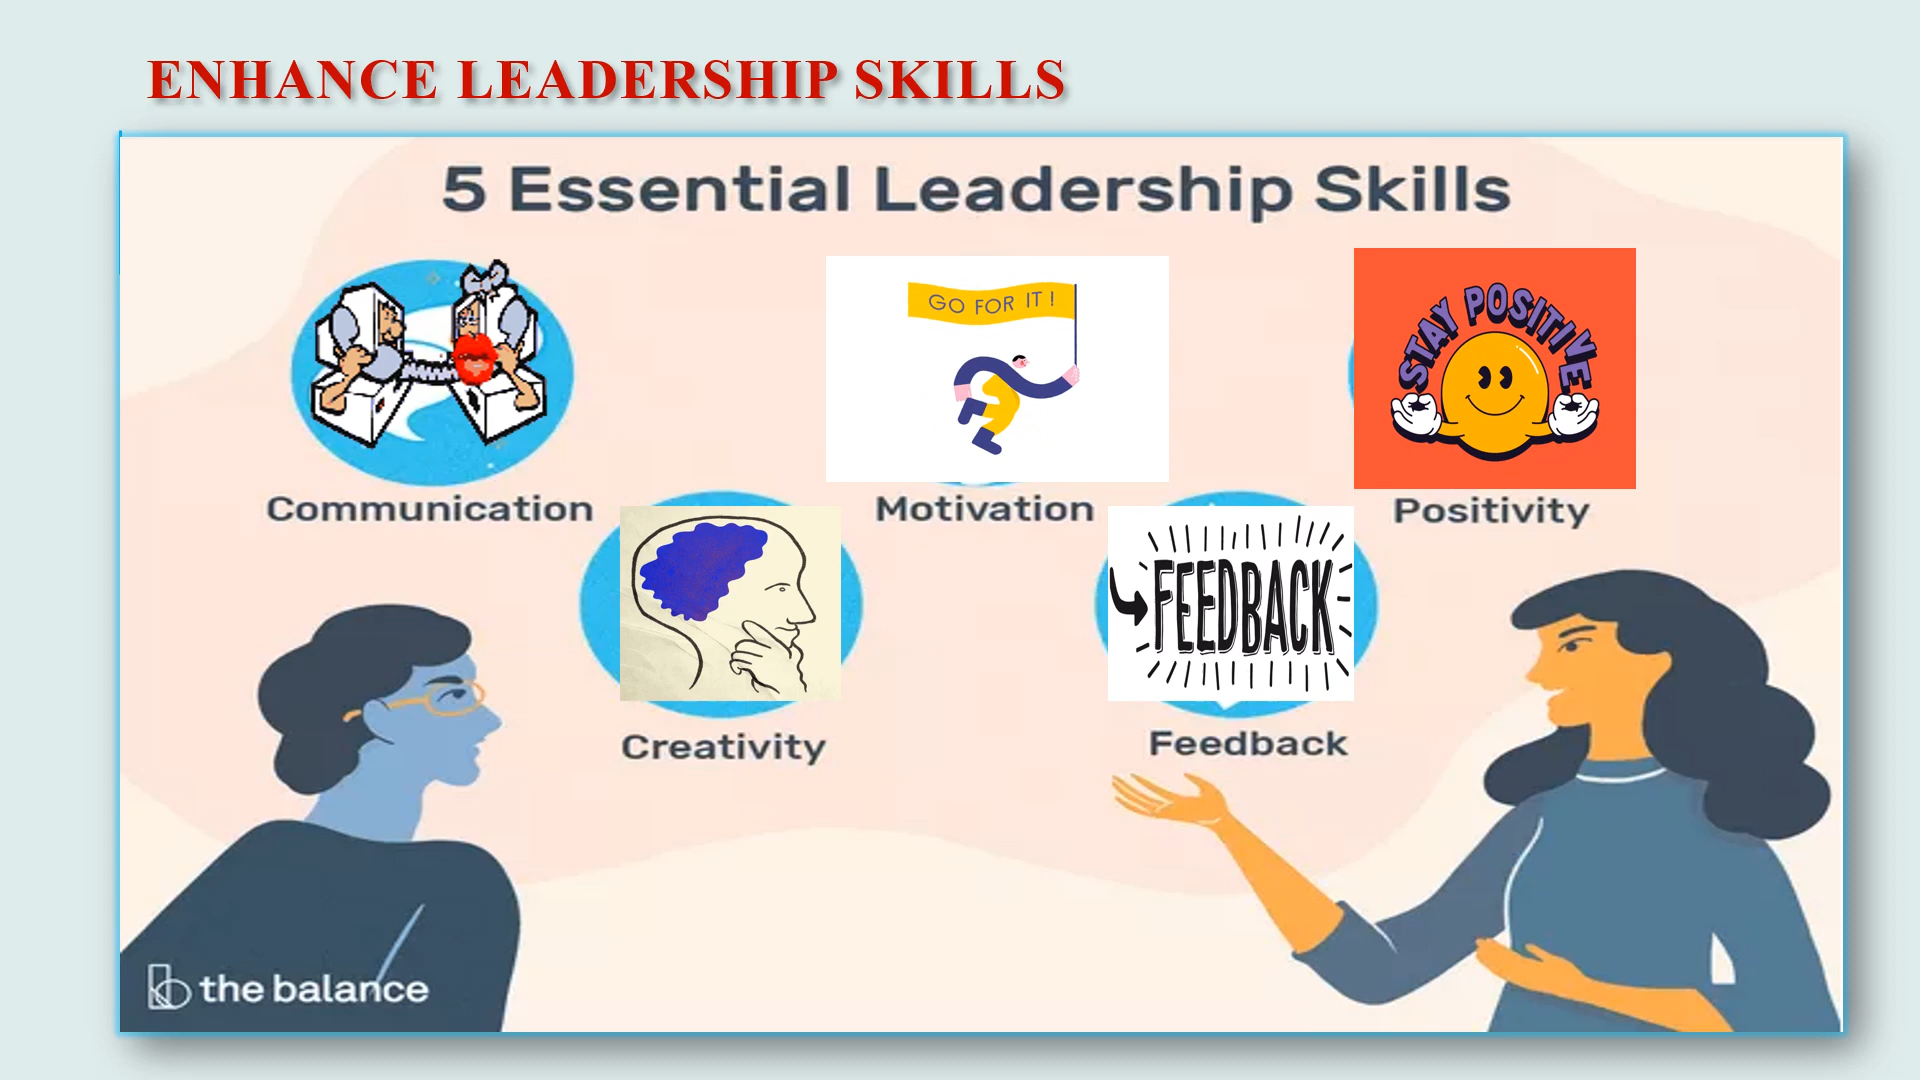 ENHANCE LEADERSHIP SKILLS
5 Essential Leadership Skills
GO FOR IT !
STAY POSITIVE
Communication
Motivation
Positivity
FEEDBACK
Creativity
Feedback
the balance